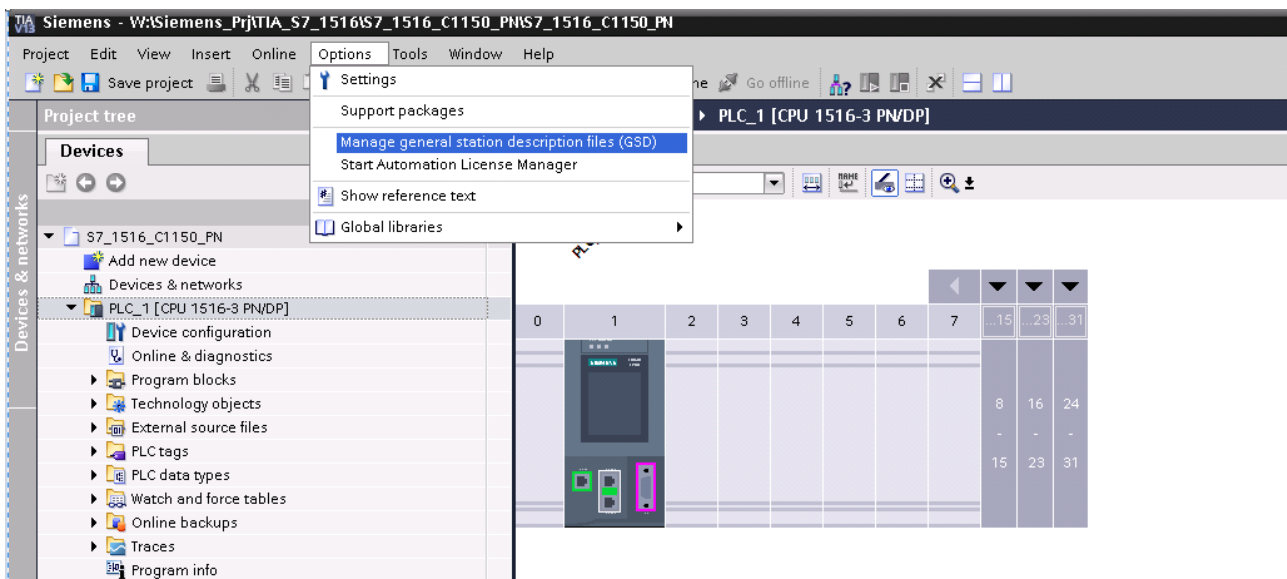 TIA V13 Siemens - W:\Siemens_Prj\TIA_S7_1516\S7_1516_C1150_PN\S7_1516_C1150_PN
Project Edit View Insert Online Options Tools Window Help
Save project ne Go offline
Settings
Support packages
Manage general station description files (GSD)
Start Automation License Manager
Show reference text
Global libraries
Project tree
PLC_1 [CPU 1516-3 PN/DP]
Devices
NAME
Devices & networks
S7_1516_C1150_PN
Add new device
Devices & networks
PLC_1 [CPU 1516-3 PN/DP]
Device configuration
Online & diagnostics
Program blocks
Technology objects
External source files
PLC tags
PLC data types
Watch and force tables
Online backups
Traces
Program info
0 1 2 3 4 5 6 7 ...15 ...23 ...31
SIEMENS
8 16 24
- - -
15 23 31